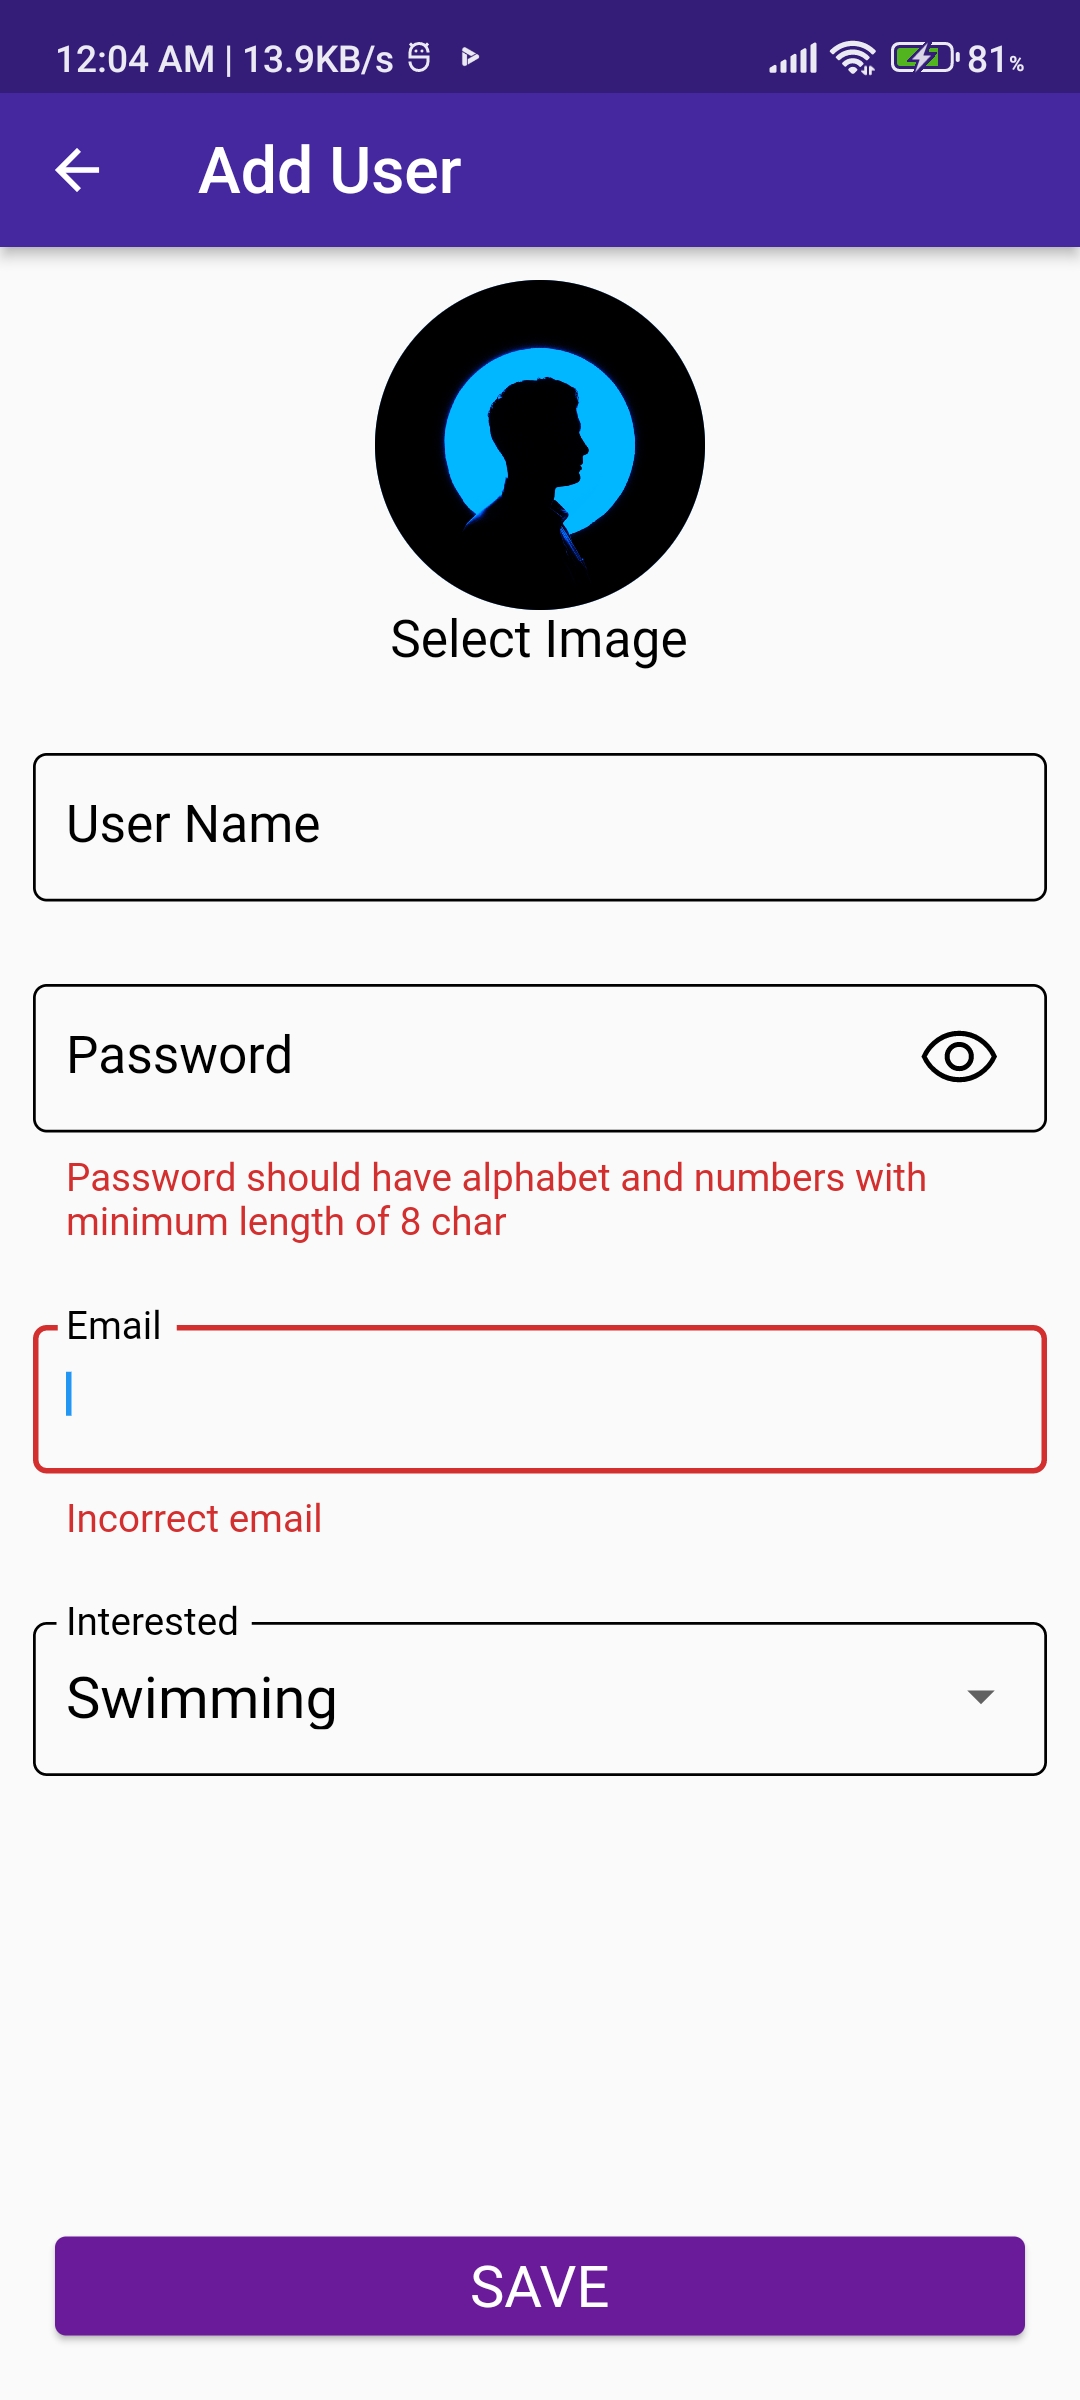 12:04 AM | 13.9KB/s 81%
Add User
Select Image
User Name
Password
Password should have alphabet and numbers with
minimum length of 8 char
Email
Incorrect email
Interested
Swimming
SAVE